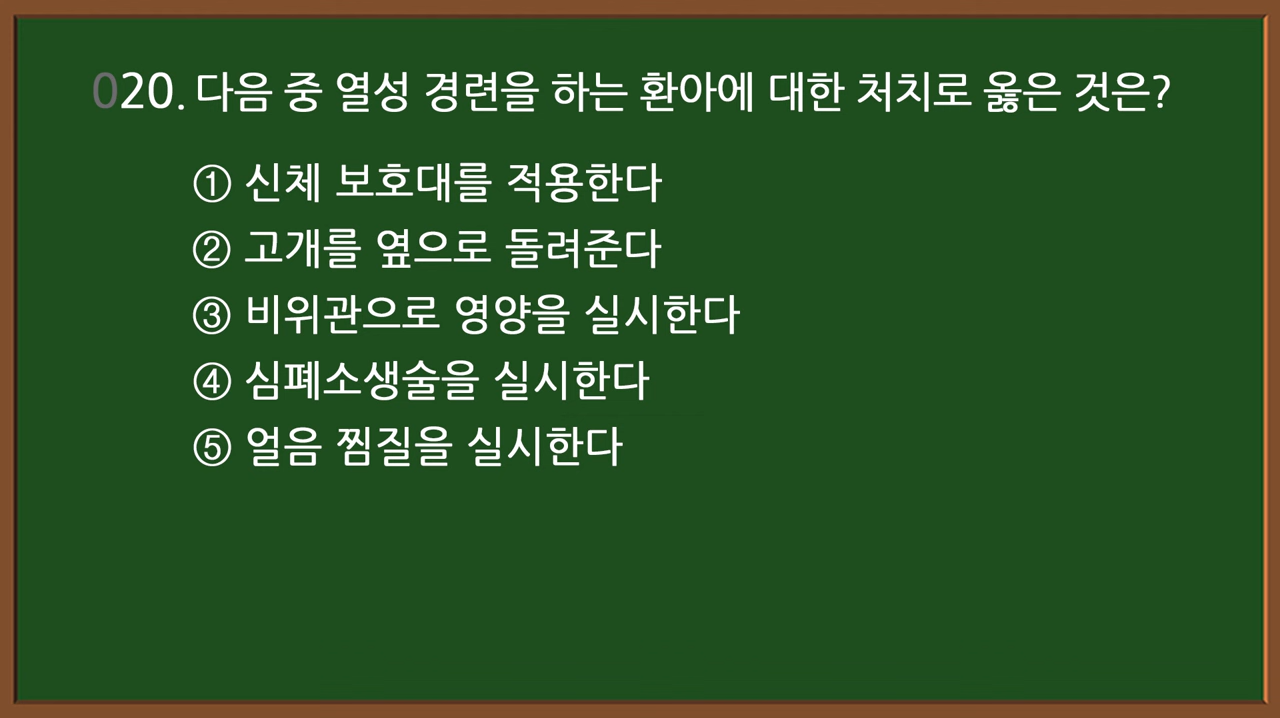 020. 다음 중 열성 경련을 하는 환아에 대한 처치로 옳은 것은?
① 신체 보호대를 적용한다
② 고개를 옆으로 돌려준다
③ 비위관으로 영양을 실시한다
④ 심폐소생술을 실시한다
⑤ 얼음 찜질을 실시한다